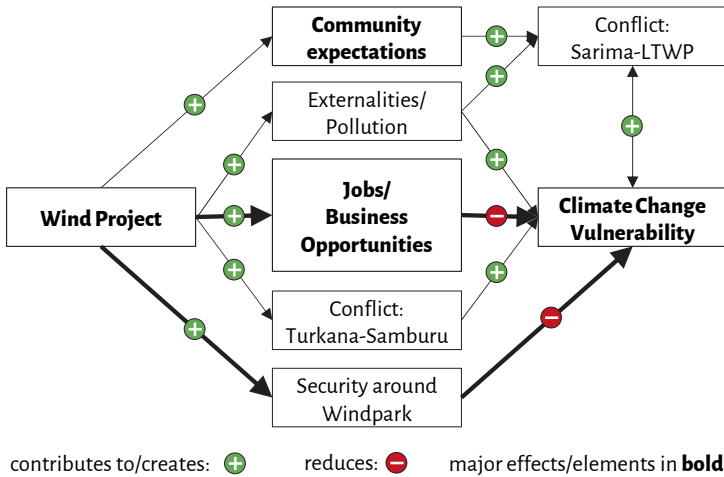 Community
expectations
Conflict:
Sarima-LTWP
Externalities/
Pollution
Wind Project
Jobs/
Business
Opportunities
Climate Change
Vulnerability
Conflict:
Turkana-Samburu
Security around
Windpark
contributes to/creates: + reduces: − major effects/elements in bold